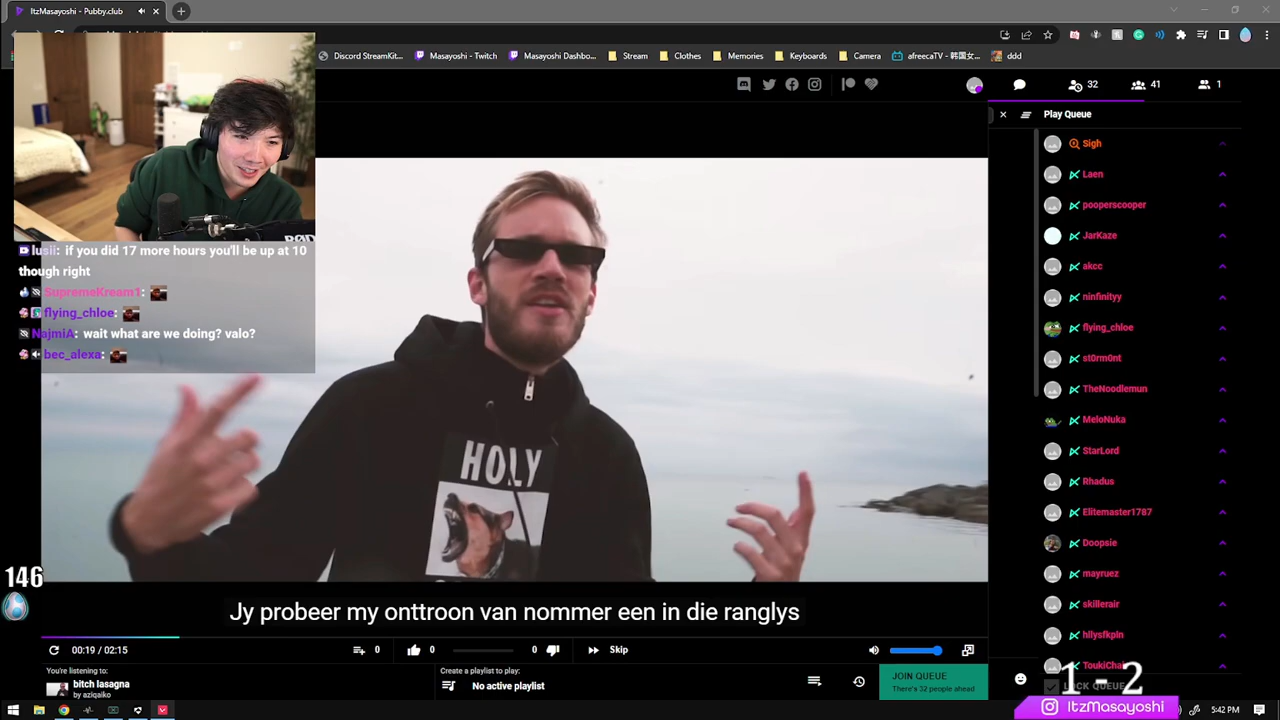 ItzMasayoshi - Pubby.club
Discord StreamKit...
Masayoshi - Twitch
Masayoshi Dashbo...
Stream
Clothes
Memories
Keyboards
Camera
afreecaTV - 韩国女...
ddd
32
41
1
Play Queue
Sigh
Laen
pooperscooper
JarKaze
akcc
ninfinityy
flying_chloe
st0rm0nt
TheNoodlemun
MeloNuka
StarLord
Rhadus
Elitemaster1787
Doopsie
mayruez
skillerair
hllysfkpln
ToukiChai
LOCK QUEUE
1 - 2
lusii: if you did 17 more hours you'll be up at 10
though right
SupremeKream1:
flying_chloe:
NajmiA: wait what are we doing? valo?
bec_alexa:
HOLY
146
Jy probeer my onttroon van nommer een in die ranglys
00:19 / 02:15
0
0
0
Skip
You're listening to:
bitch lasagna
by aziqaiko
Create a playlist to play:
No active playlist
JOIN QUEUE
There's 32 people ahead
ItzMasayoshi
5:42 PM